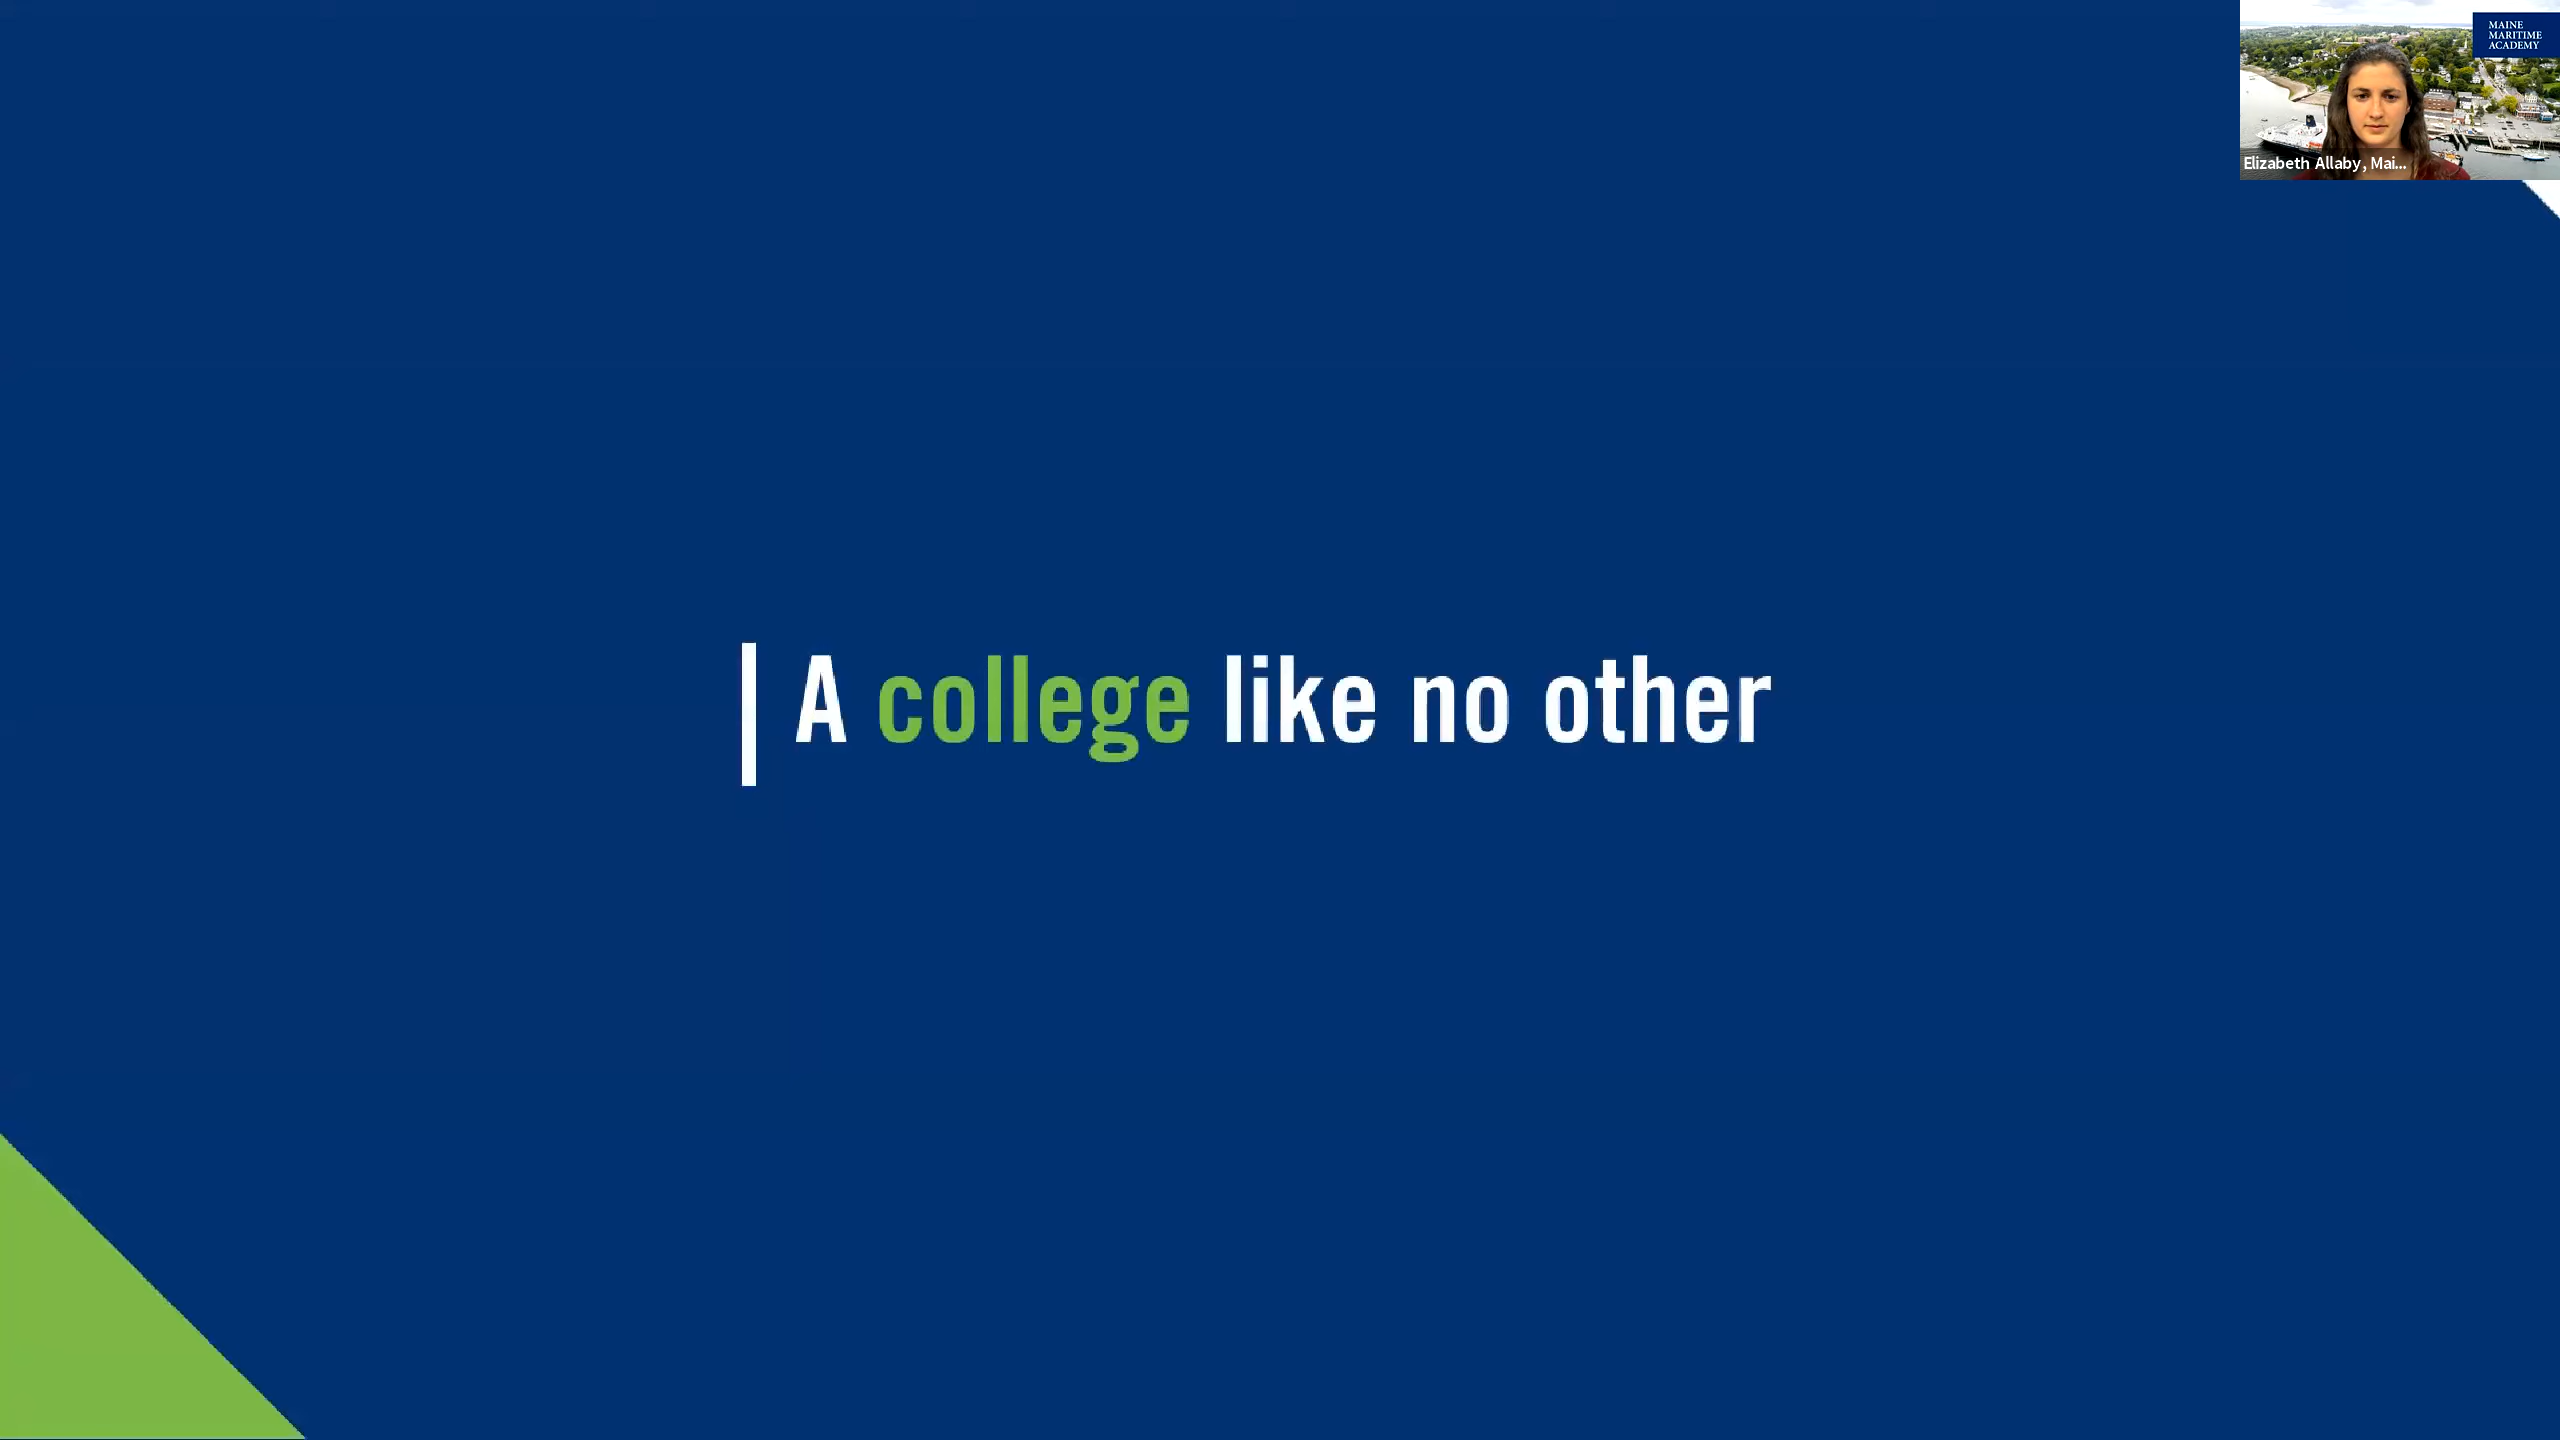 MAINE
MARITIME
ACADEMY
Elizabeth Allaby, Mai...
A college like no other